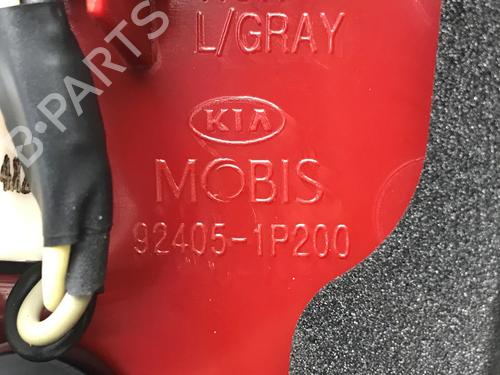 L/GRAY
KIA
MOBIS
92405-1P200
B-PARTS